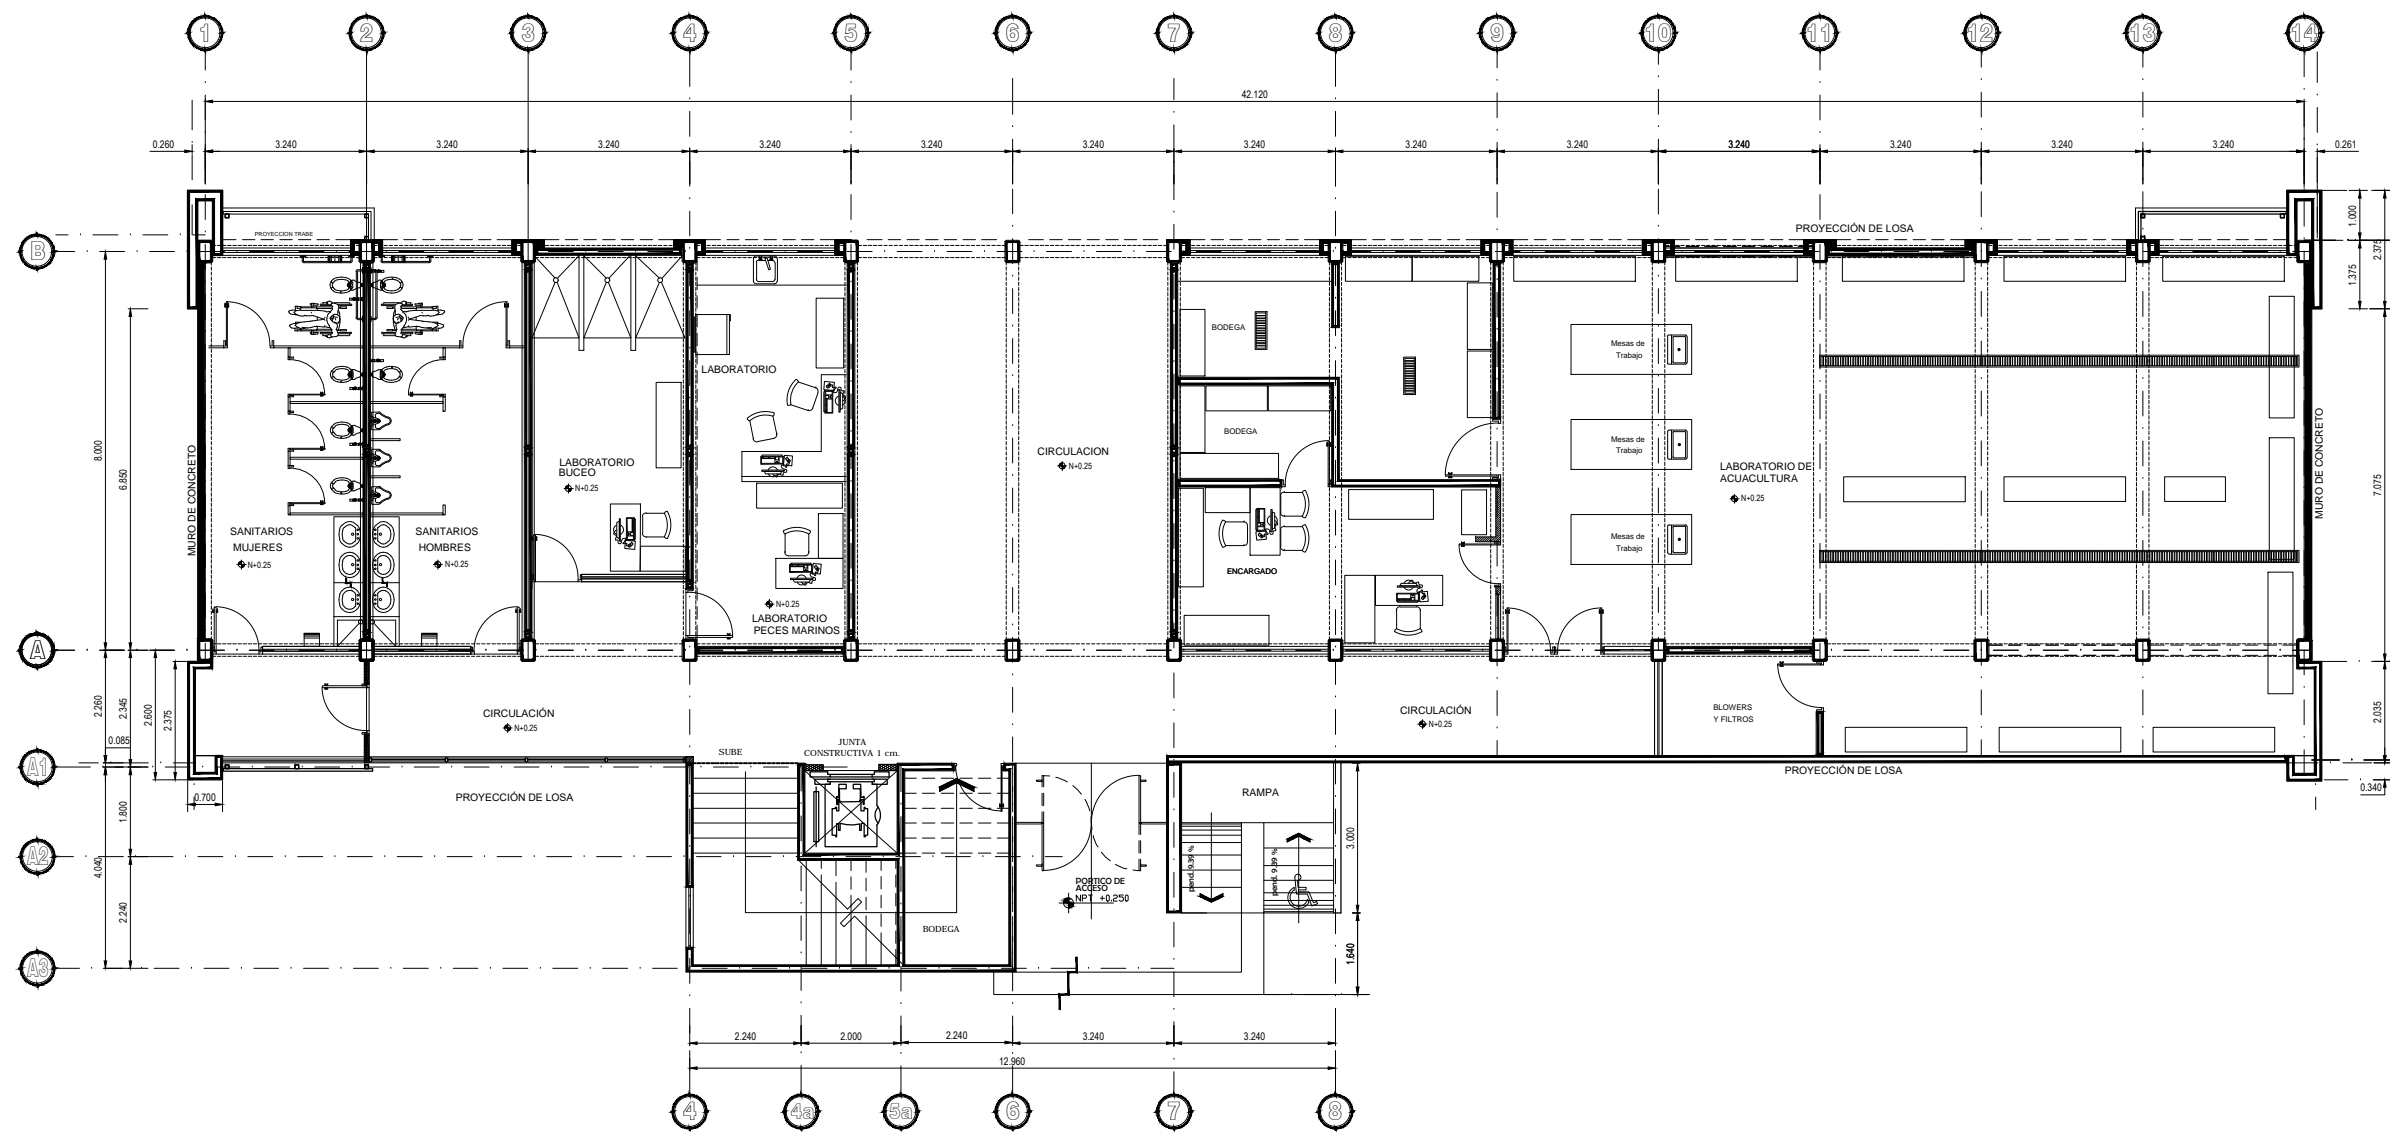 1 2 3 4 5 6 7 8 9 10 11 12 13 14
42.120
0.260 3.240 3.240 3.240 3.240 3.240 3.240 3.240 3.240 3.240 3.240 3.240 3.240 3.240 0.261
PROYECCIÓN DE LOSA
PROYECCION TRABE
B
1.000
2.375
1.375
BODEGA
LABORATORIO
Mesas de
Trabajo
BODEGA
Mesas de
Trabajo
CIRCULACION
N+0.25
LABORATORIO
BUCEO
N+0.25
LABORATORIO DE
ACUACULTURA
N+0.25
MURO DE CONCRETO
8.000
6.850
MURO DE CONCRETO
7.075
SANITARIOS
MUJERES
N+0.25
SANITARIOS
HOMBRES
N+0.25
Mesas de
Trabajo
ENCARGADO
N+0.25
LABORATORIO
PECES MARINOS
A
2.260
2.345
2.600
2.375
0.085
CIRCULACIÓN
N+0.25
CIRCULACIÓN
N+0.25
BLOWERS
Y FILTROS
2.035
SUBE
JUNTA
CONSTRUCTIVA 1 cm.
A1
PROYECCIÓN DE LOSA
0.340
0.700
PROYECCIÓN DE LOSA
RAMPA
1.800
3.000
A2
4.040
pend. 9.39 %
pend. 9.39 %
PORTICO DE
ACCESO
NPT +0.250
2.240
BODEGA
1.640
A3
2.240 2.000 2.240 3.240 3.240
12.960
4 4a 5a 6 7 8